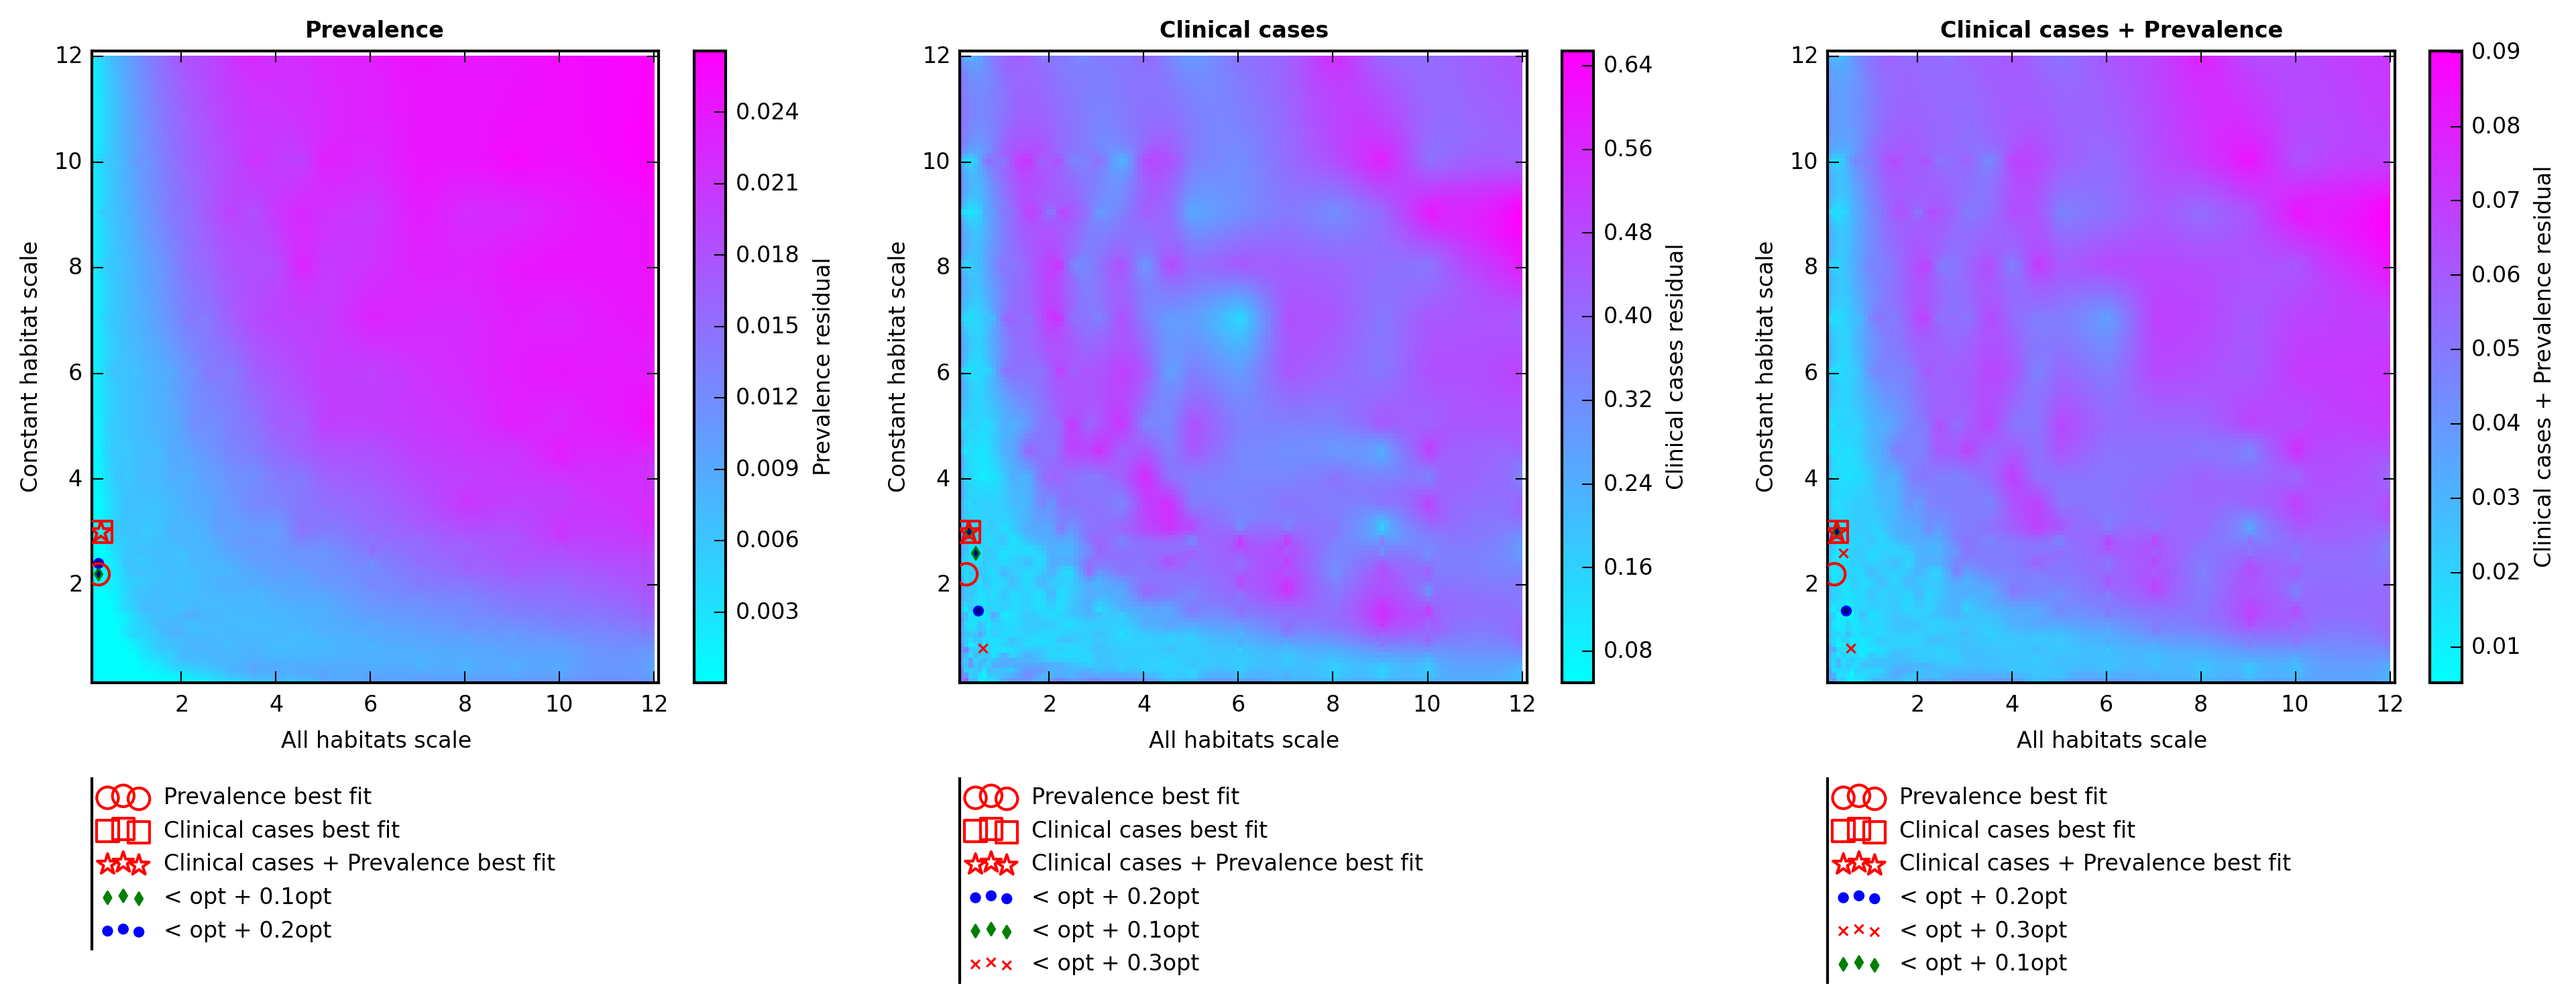 Prevalence
12
10
8
6
4
2
Constant habitat scale
2 4 6 8 10 12
All habitats scale
0.024
0.021
0.018
0.015
0.012
0.009
0.006
0.003
Prevalence residual
Prevalence best fit
Clinical cases best fit
Clinical cases + Prevalence best fit
< opt + 0.1opt
< opt + 0.2opt
Clinical cases
12
10
8
6
4
2
Constant habitat scale
2 4 6 8 10 12
All habitats scale
0.64
0.56
0.48
0.40
0.32
0.24
0.16
0.08
Clinical cases residual
Prevalence best fit
Clinical cases best fit
Clinical cases + Prevalence best fit
< opt + 0.2opt
< opt + 0.1opt
< opt + 0.3opt
Clinical cases + Prevalence
12
10
8
6
4
2
Constant habitat scale
2 4 6 8 10 12
All habitats scale
0.09
0.08
0.07
0.06
0.05
0.04
0.03
0.02
0.01
Clinical cases + Prevalence residual
Prevalence best fit
Clinical cases best fit
Clinical cases + Prevalence best fit
< opt + 0.2opt
< opt + 0.3opt
< opt + 0.1opt